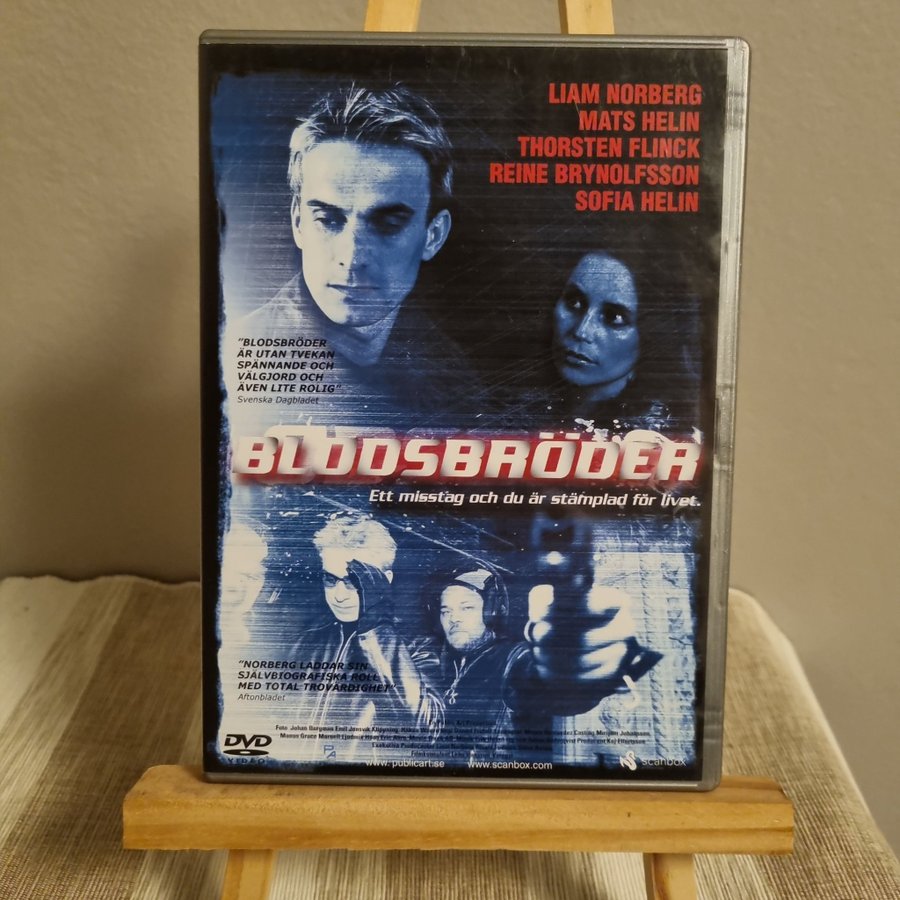 LIAM NORBERG
MATS HELIN
THORSTEN FLINCK
REINE BRYNOLFSSON
SOFIA HELIN
"BLODSBRÖDER
ÄR UTAN TVEKAN
SPÄNNANDE OCH
VÄLGJORD OCH
ÄVEN LITE ROLIG"
Svenska Dagbladet
BLODSBRÖDER
Ett misstag och du är stämplad för livet.
"NORBERG LADDAR SIN
SJÄLVBIOGRAFISKA ROLL
MED TOTAL TROVÄRDIGHET"
Aftonbladet
DVD
VIDEO
www.publicart.se www.scanbox.com
scanbox